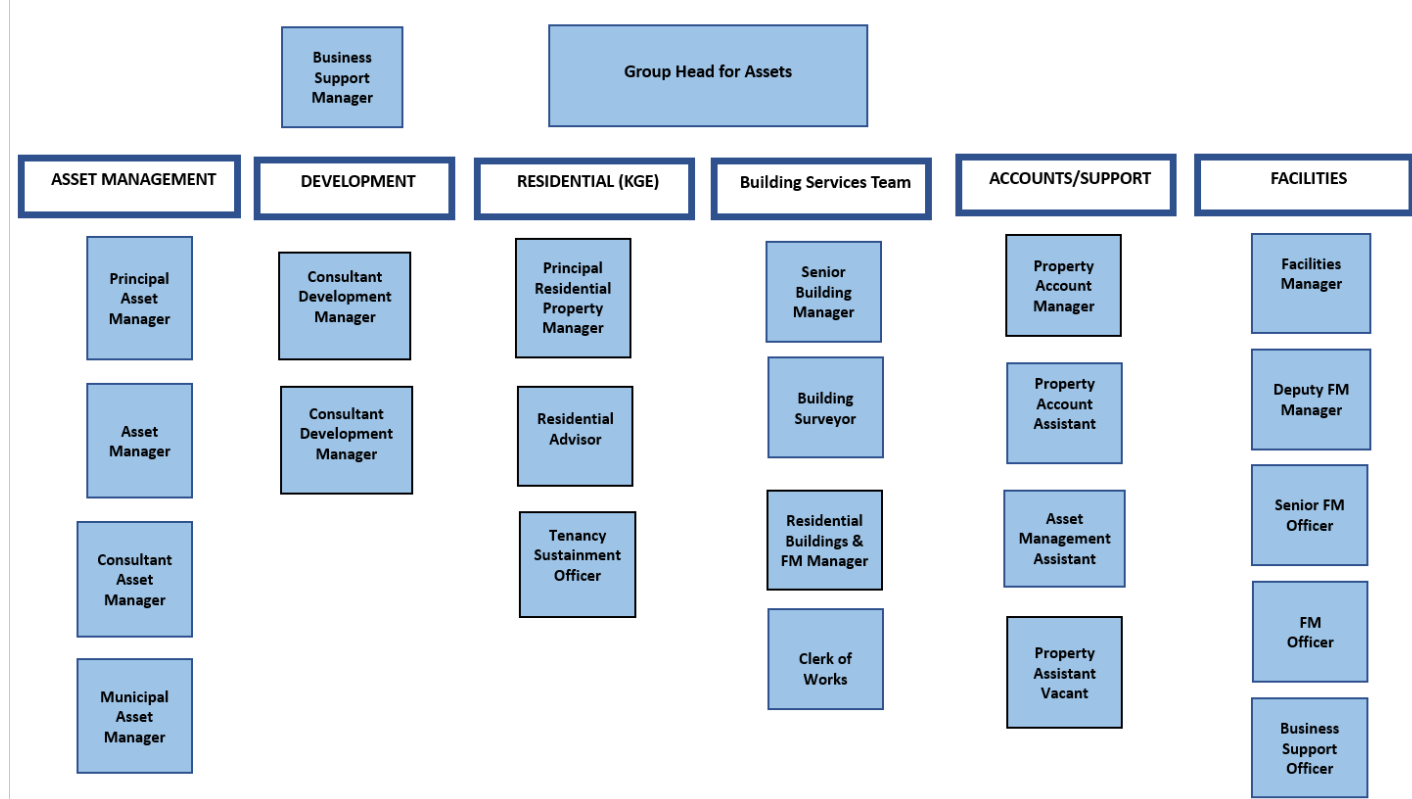 Business
Support
Manager
Group Head for Assets
ASSET MANAGEMENT
DEVELOPMENT
RESIDENTIAL (KGE)
Building Services Team
ACCOUNTS/SUPPORT
FACILITIES
Principal
Asset
Manager
Asset
Manager
Consultant
Asset
Manager
Municipal
Asset
Manager
Consultant
Development
Manager
Consultant
Development
Manager
Principal
Residential
Property
Manager
Residential
Advisor
Tenancy
Sustainment
Officer
Senior
Building
Manager
Building
Surveyor
Residential
Buildings &
FM Manager
Clerk of
Works
Property
Account
Manager
Property
Account
Assistant
Asset
Management
Assistant
Property
Assistant
Vacant
Facilities
Manager
Deputy FM
Manager
Senior FM
Officer
FM
Officer
Business
Support
Officer